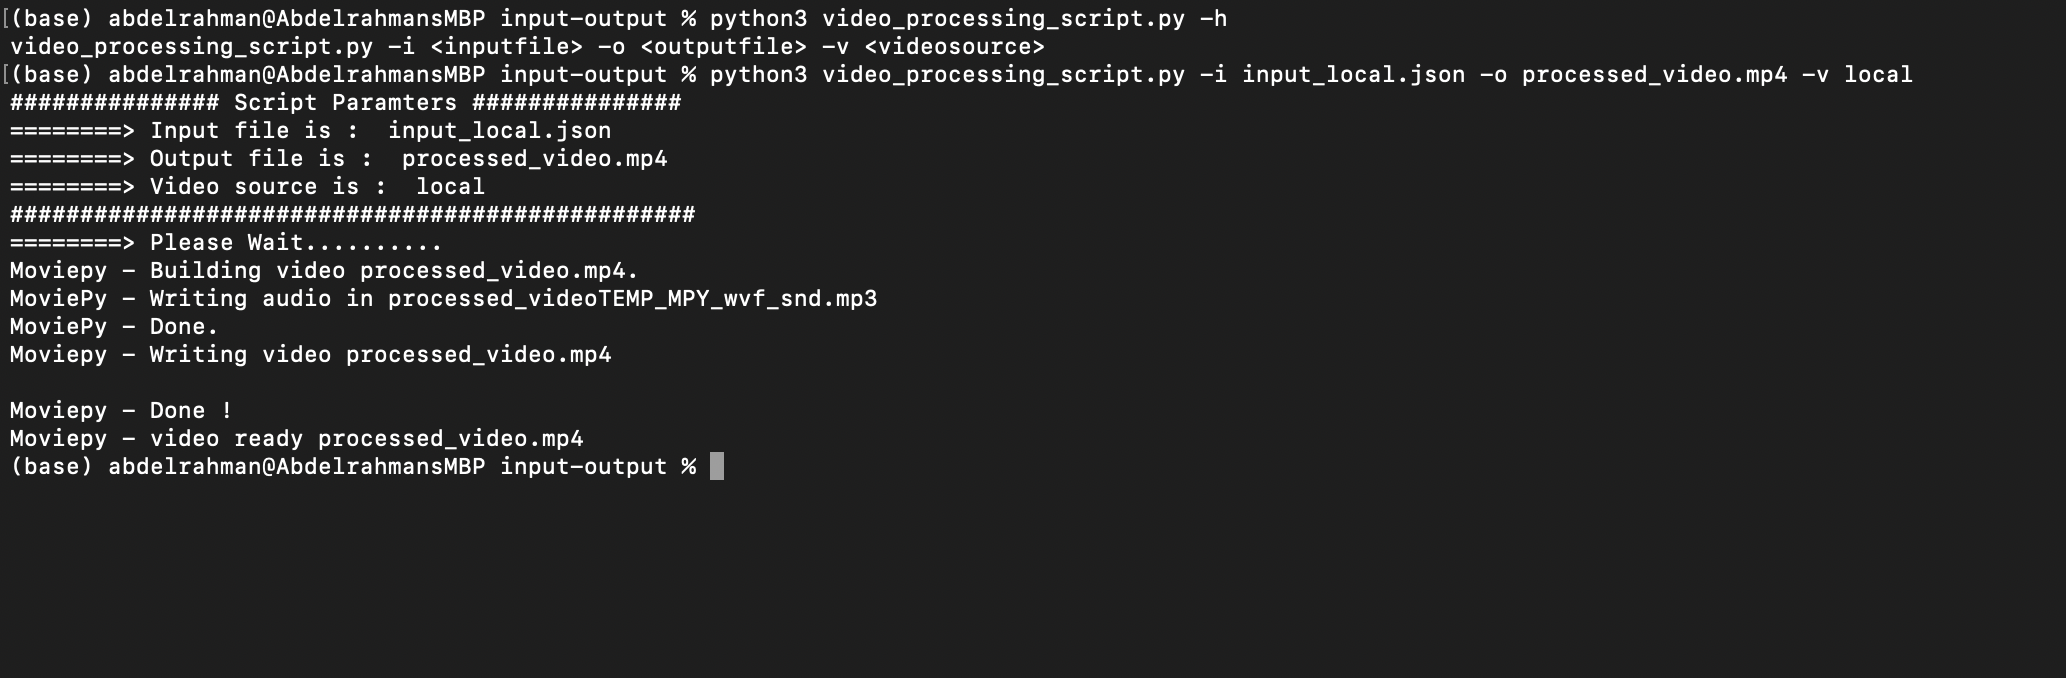 [(base) abdelrahman@AbdelrahmansMBP input-output % python3 video_processing_script.py -h
video_processing_script.py -i <inputfile> -o <outputfile> -v <videosource>
[(base) abdelrahman@AbdelrahmansMBP input-output % python3 video_processing_script.py -i input_local.json -o processed_video.mp4 -v local
############### Script Paramters ###############
========> Input file is :  input_local.json
========> Output file is :  processed_video.mp4
========> Video source is :  local
#################################################
========> Please Wait..........
Moviepy - Building video processed_video.mp4.
MoviePy - Writing audio in processed_videoTEMP_MPY_wvf_snd.mp3
MoviePy - Done.
Moviepy - Writing video processed_video.mp4
Moviepy - Done !
Moviepy - video ready processed_video.mp4
(base) abdelrahman@AbdelrahmansMBP input-output %